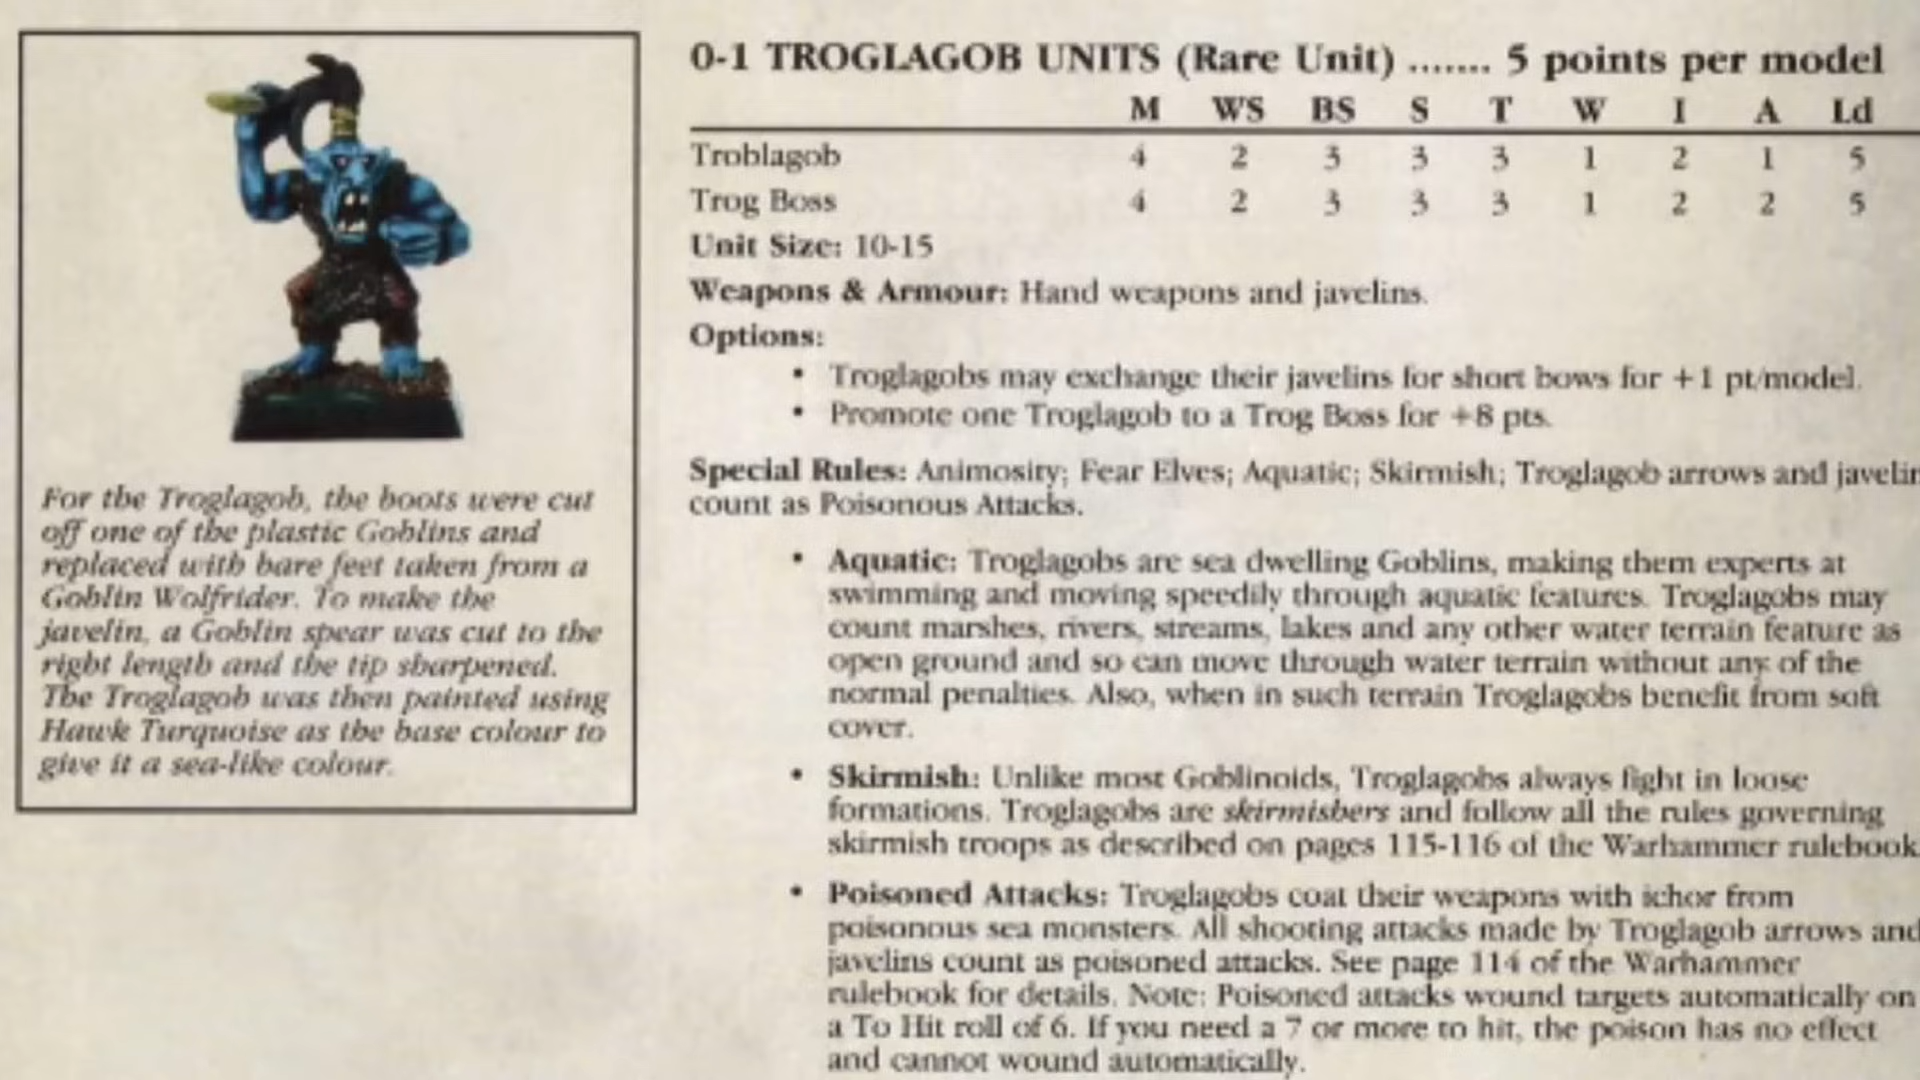 For the Troglagob, the boots were cut
off one of the plastic Goblins and
replaced with bare feet taken from a
Goblin Wolfrider. To make the
javelin, a Goblin spear was cut to the
right length and the tip sharpened.
The Troglagob was then painted using
Hawk Turquoise as the base colour to
give it a sea-like colour.
0-1 TROGLAGOB UNITS (Rare Unit) ....... 5 points per model
M WS BS S T W I A Ld
Troblagob 4 2 3 3 3 1 2 1 5
Trog Boss 4 2 3 3 3 1 2 2 5
Unit Size: 10-15
Weapons & Armour: Hand weapons and javelins.
Options:
• Troglagobs may exchange their javelins for short bows for +1 pt/model.
• Promote one Troglagob to a Trog Boss for +8 pts.
Special Rules: Animosity; Fear Elves; Aquatic; Skirmish; Troglagob arrows and javelin
count as Poisonous Attacks.
• Aquatic: Troglagobs are sea dwelling Goblins, making them experts at
swimming and moving speedily through aquatic features. Troglagobs may
count marshes, rivers, streams, lakes and any other water terrain feature as
open ground and so can move through water terrain without any of the
normal penalties. Also, when in such terrain Troglagobs benefit from soft
cover.
• Skirmish: Unlike most Goblinoids, Troglagobs always fight in loose
formations. Troglagobs are skirmishers and follow all the rules governing
skirmish troops as described on pages 115-116 of the Warhammer rulebook.
• Poisoned Attacks: Troglagobs coat their weapons with ichor from
poisonous sea monsters. All shooting attacks made by Troglagob arrows and
javelins count as poisoned attacks. See page 114 of the Warhammer
rulebook for details. Note: Poisoned attacks wound targets automatically on
a To Hit roll of 6. If you need a 7 or more to hit, the poison has no effect
and cannot wound automatically.